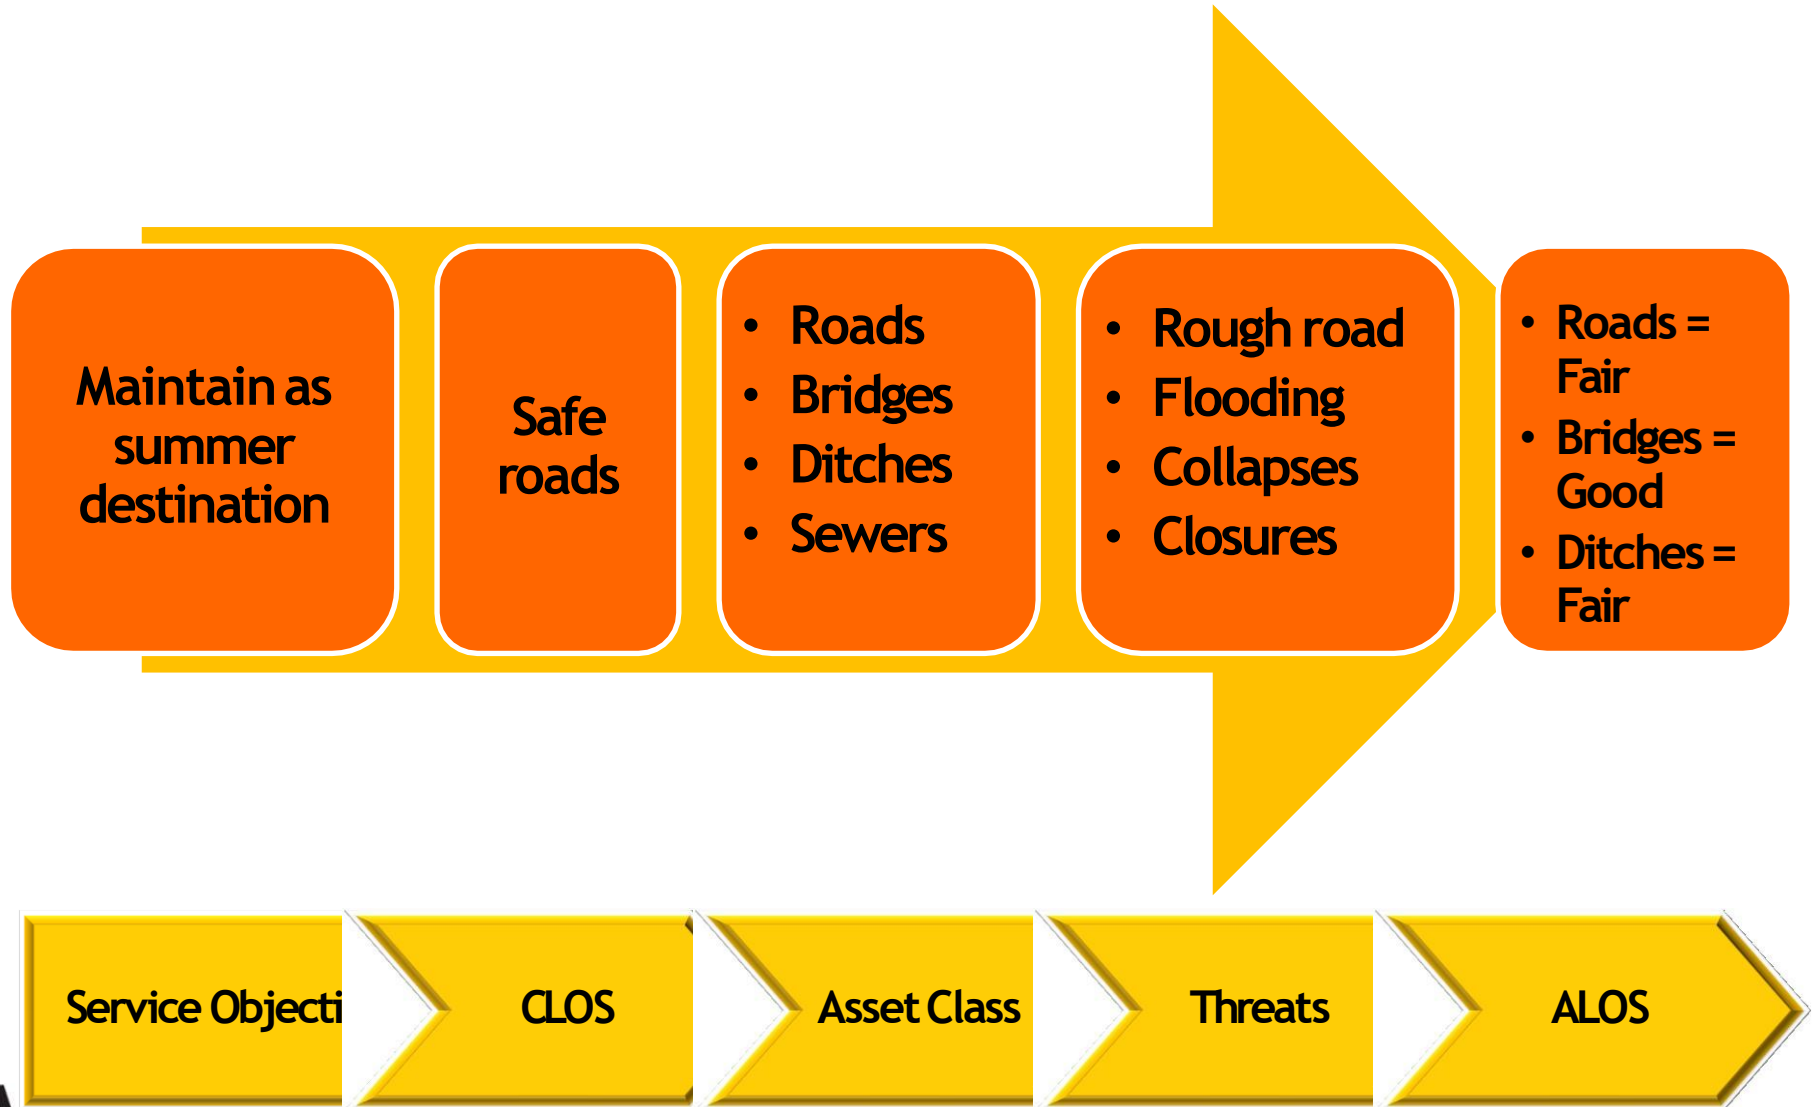 Maintain as
summer
destination
Safe
roads
• Roads
• Bridges
• Ditches
• Sewers
• Rough road
• Flooding
• Collapses
• Closures
• Roads =
Fair
• Bridges =
Good
• Ditches =
Fair
Service Objecti
CLOS
Asset Class
Threats
ALOS